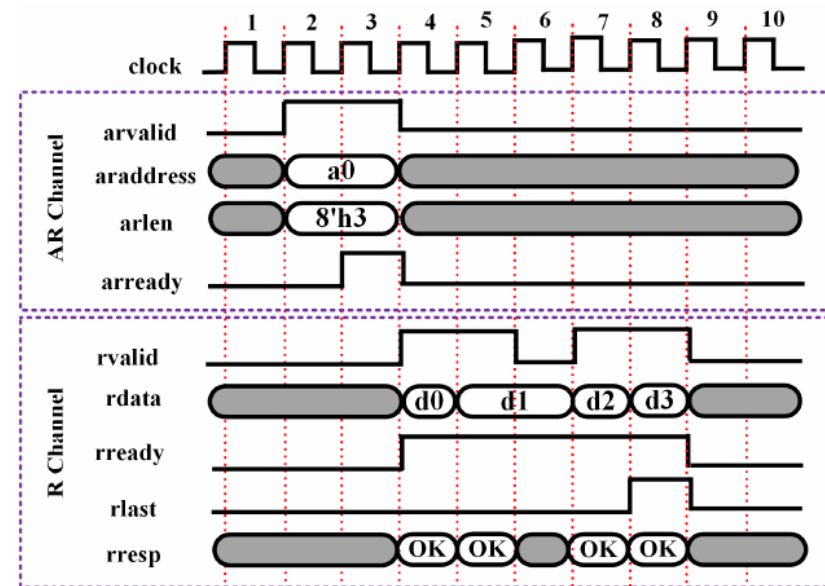 1 2 3 4 5 6 7 8 9 10
clock
AR Channel
arvalid
araddress a0
arlen 8'h3
arready
R Channel
rvalid
rdata d0 d1 d2 d3
rready
rlast
rresp OK OK OK OK